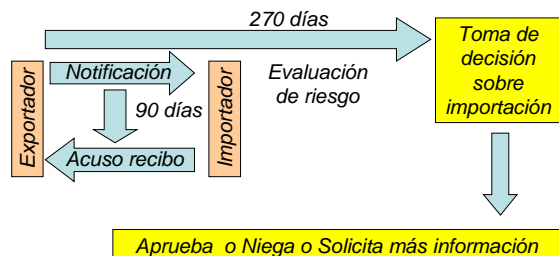 270 días
Toma de
decisión
sobre
importación
Notificación
Evaluación
de riesgo
90 días
Exportador
Importador
Acuso recibo
Aprueba o Niega o Solicita más información